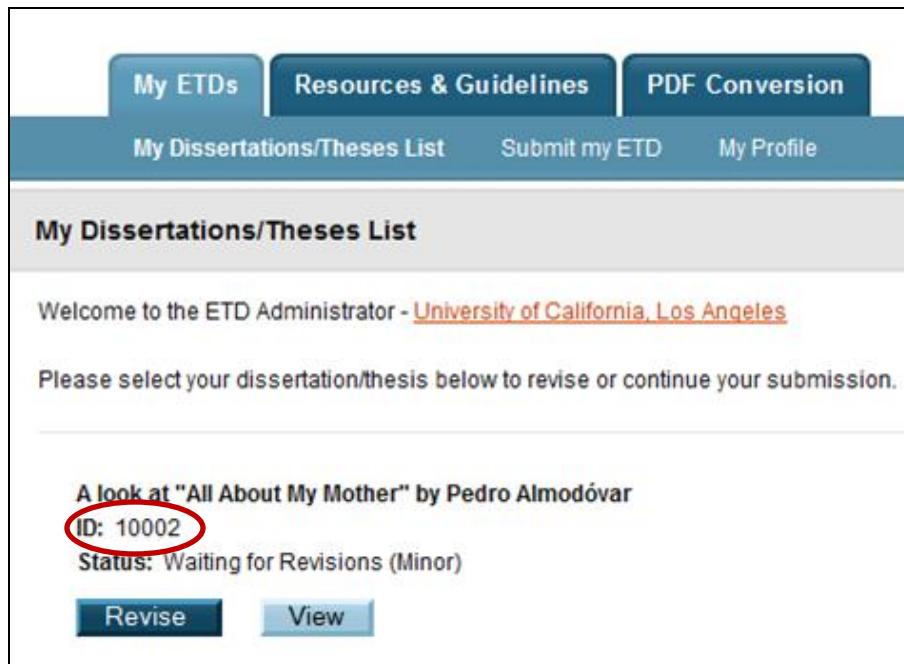 My ETDs Resources & Guidelines PDF Conversion
My Dissertations/Theses List Submit my ETD My Profile
My Dissertations/Theses List
Welcome to the ETD Administrator - University of California, Los Angeles
Please select your dissertation/thesis below to revise or continue your submission.
A look at "All About My Mother" by Pedro Almodóvar
ID: 10002
Status: Waiting for Revisions (Minor)
Revise View